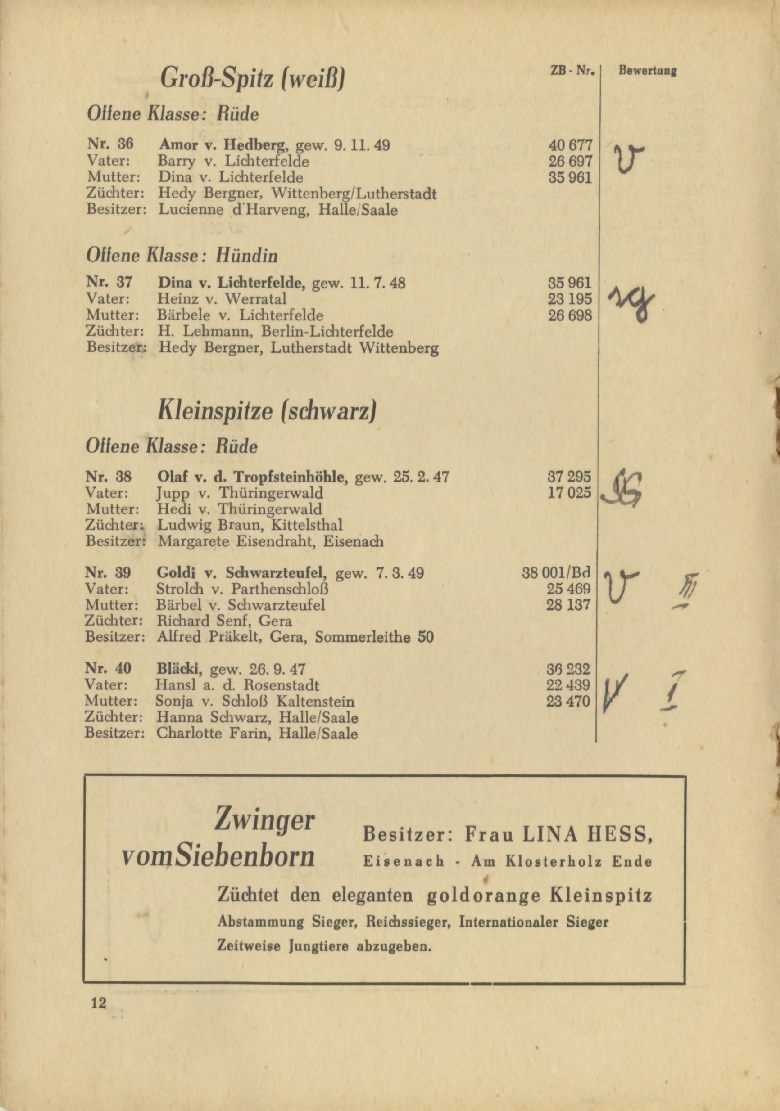 Groß-Spitz (weiß) ZB - Nr. Bewertung
Offene Klasse: Rüde
Nr. 36 Amor v. Hedberg, gew. 9. 11. 49 40 677 v
Vater: Barry v. Lichterfelde 26 697
Mutter: Dina v. Lichterfelde 35 961
Züchter: Hedy Bergner, Wittenberg/Lutherstadt
Besitzer: Lucienne d'Harveng, Halle/Saale
Offene Klasse: Hündin
Nr. 37 Dina v. Lichterfelde, gew. 11. 7. 48 35 961
Vater: Heinz v. Werratal 23 195 sg
Mutter: Bärbele v. Lichterfelde 26 698
Züchter: H. Lehmann, Berlin-Lichterfelde
Besitzer: Hedy Bergner, Lutherstadt Wittenberg
Kleinspitze (schwarz)
Offene Klasse: Rüde
Nr. 38 Olaf v. d. Tropfsteinhöhle, gew. 25. 2. 47 37 295
Vater: Jupp v. Thüringerwald 17 025
Mutter: Hedi v. Thüringerwald
Züchter: Ludwig Braun, Kittelsthal
Besitzer: Margarete Eisendraht, Eisenach
Nr. 39 Goldi v. Schwarzteufel, gew. 7. 3. 49 38 001/Bd
Vater: Strolch v. Parthenschloß 25 469 v III
Mutter: Bärbel v. Schwarzteufel 28 137
Züchter: Richard Senf, Gera
Besitzer: Alfred Präkelt, Gera, Sommerleithe 50
Nr. 40 Bläcki, gew. 26. 9. 47 36 232
Vater: Hansl a. d. Rosenstadt 22 439 v I
Mutter: Sonja v. Schloß Kaltenstein 23 470
Züchter: Hanna Schwarz, Halle/Saale
Besitzer: Charlotte Farin, Halle/Saale
Zwinger
vom Siebenborn
Besitzer: Frau LINA HESS,
Eisenach - Am Klosterholz Ende
Züchtet den eleganten goldorange Kleinspitz
Abstammung Sieger, Reichssieger, Internationaler Sieger
Zeitweise Jungtiere abzugeben.
12